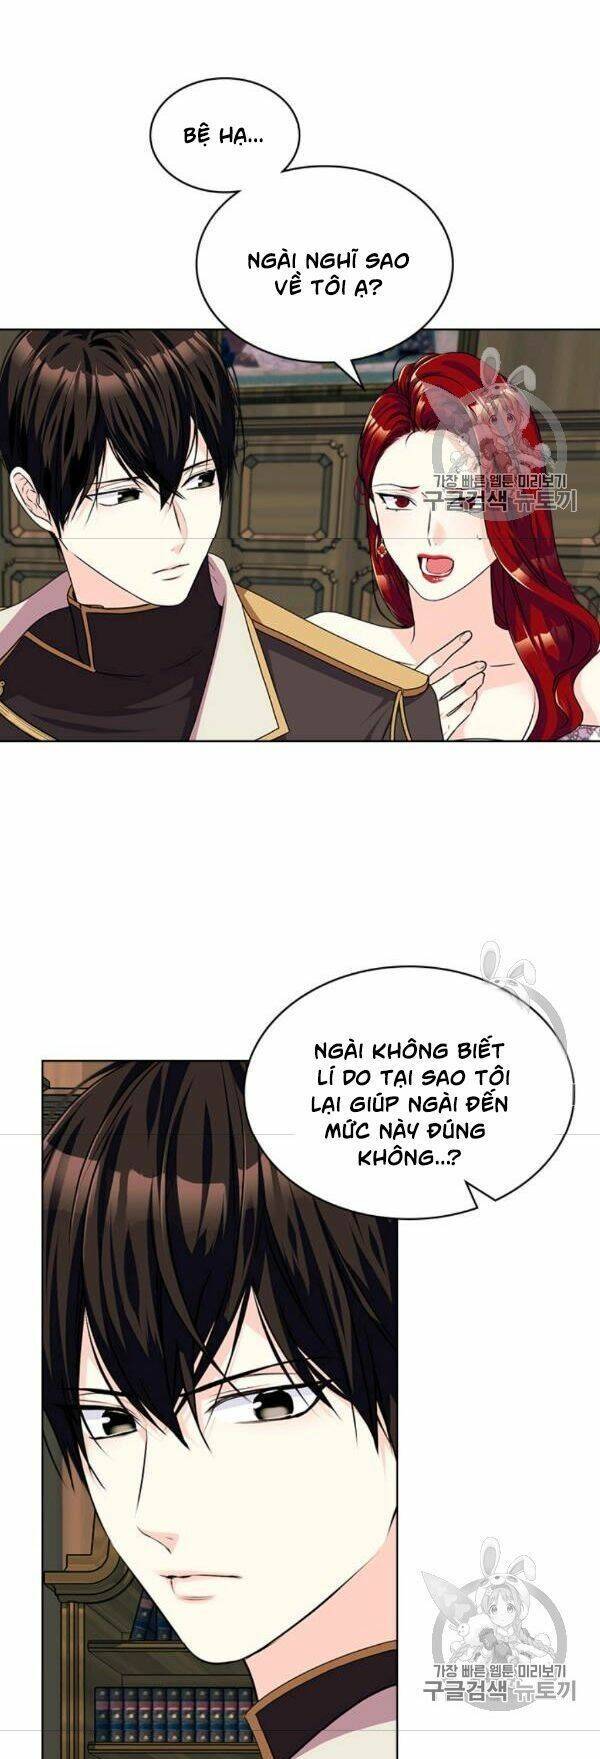 BỆ HẠ...
NGÀI NGHĨ SAO
VỀ TÔI Ạ?
가장 빠른 웹툰 미리보기
구글검색 뉴토끼
NGÀI KHÔNG BIẾT
LÍ DO TẠI SAO TÔI
LẠI GIÚP NGÀI ĐẾN
MỨC NÀY ĐÚNG
KHÔNG...?
가장 빠른 웹툰 미리보기
구글검색 뉴토끼